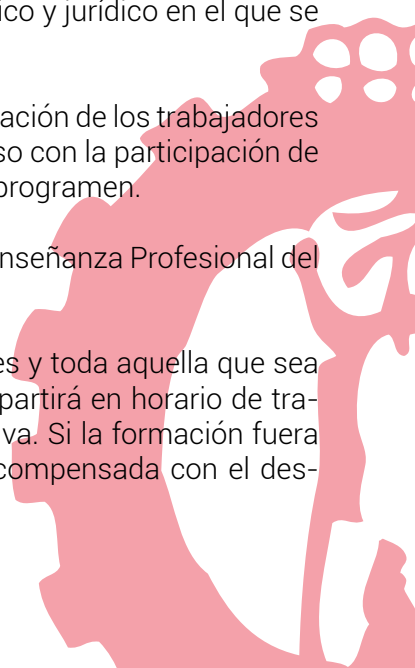 ico y jurídico en el que se
ación de los trabajadores
so con la participación de
programen.
nseñanza Profesional del
es y toda aquella que sea
partirá en horario de tra-
va. Si la formación fuera
compensada con el des-